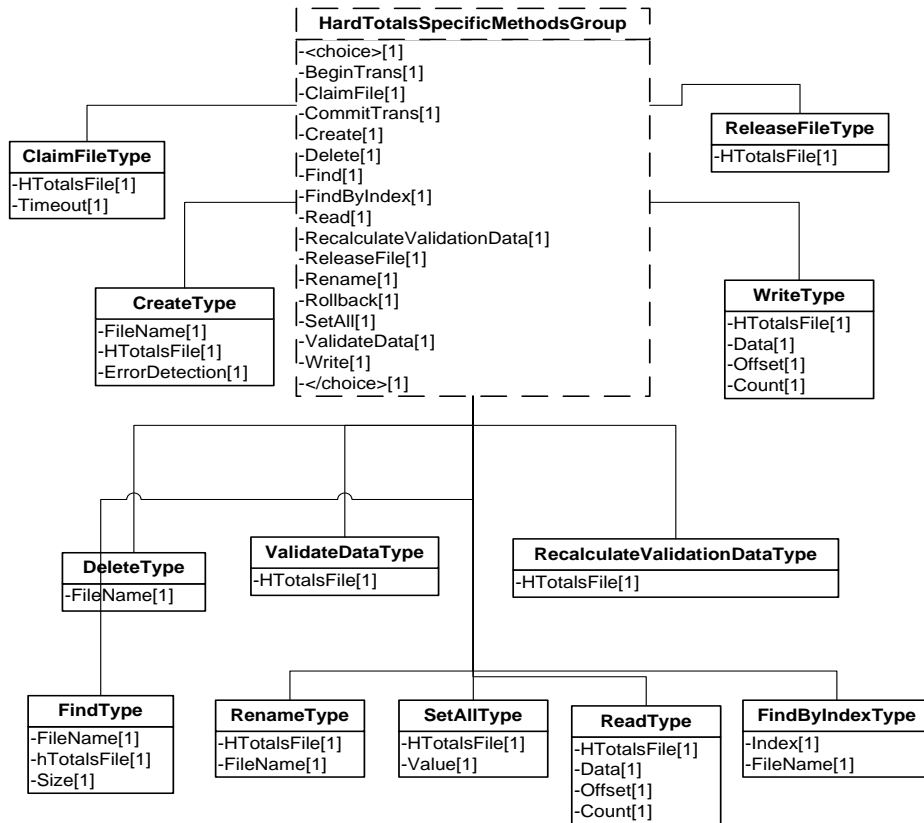 HardTotalsSpecificMethodsGroup
-<choice>[1]
-BeginTrans[1]
-ClaimFile[1]
-CommitTrans[1]
-Create[1]
-Delete[1]
-Find[1]
-FindByIndex[1]
-Read[1]
-RecalculateValidationData[1]
-ReleaseFile[1]
-Rename[1]
-Rollback[1]
-SetAll[1]
-ValidateData[1]
-Write[1]
-</choice>[1]
ClaimFileType
-HTotalsFile[1]
-Timeout[1]
ReleaseFileType
-HTotalsFile[1]
CreateType
-FileName[1]
-HTotalsFile[1]
-ErrorDetection[1]
WriteType
-HTotalsFile[1]
-Data[1]
-Offset[1]
-Count[1]
DeleteType
-FileName[1]
ValidateDataType
-HTotalsFile[1]
RecalculateValidationDataType
-HTotalsFile[1]
FindType
-FileName[1]
-hTotalsFile[1]
-Size[1]
RenameType
-HTotalsFile[1]
-FileName[1]
SetAllType
-HTotalsFile[1]
-Value[1]
ReadType
-HTotalsFile[1]
-Data[1]
-Offset[1]
-Count[1]
FindByIndexType
-Index[1]
-FileName[1]